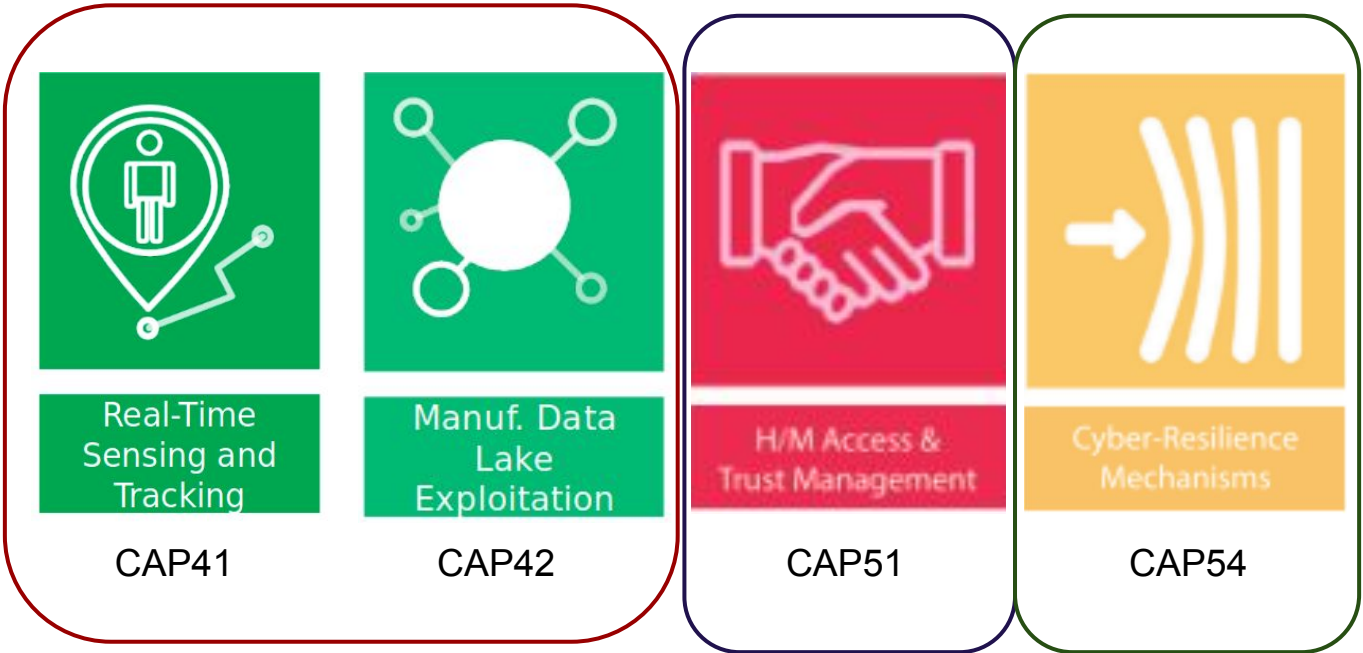 Real-Time
Sensing and
Tracking
Manuf. Data
Lake
Exploitation
H/M Access &
Trust Management
Cyber-Resilience
Mechanisms
CAP41
CAP42
CAP51
CAP54